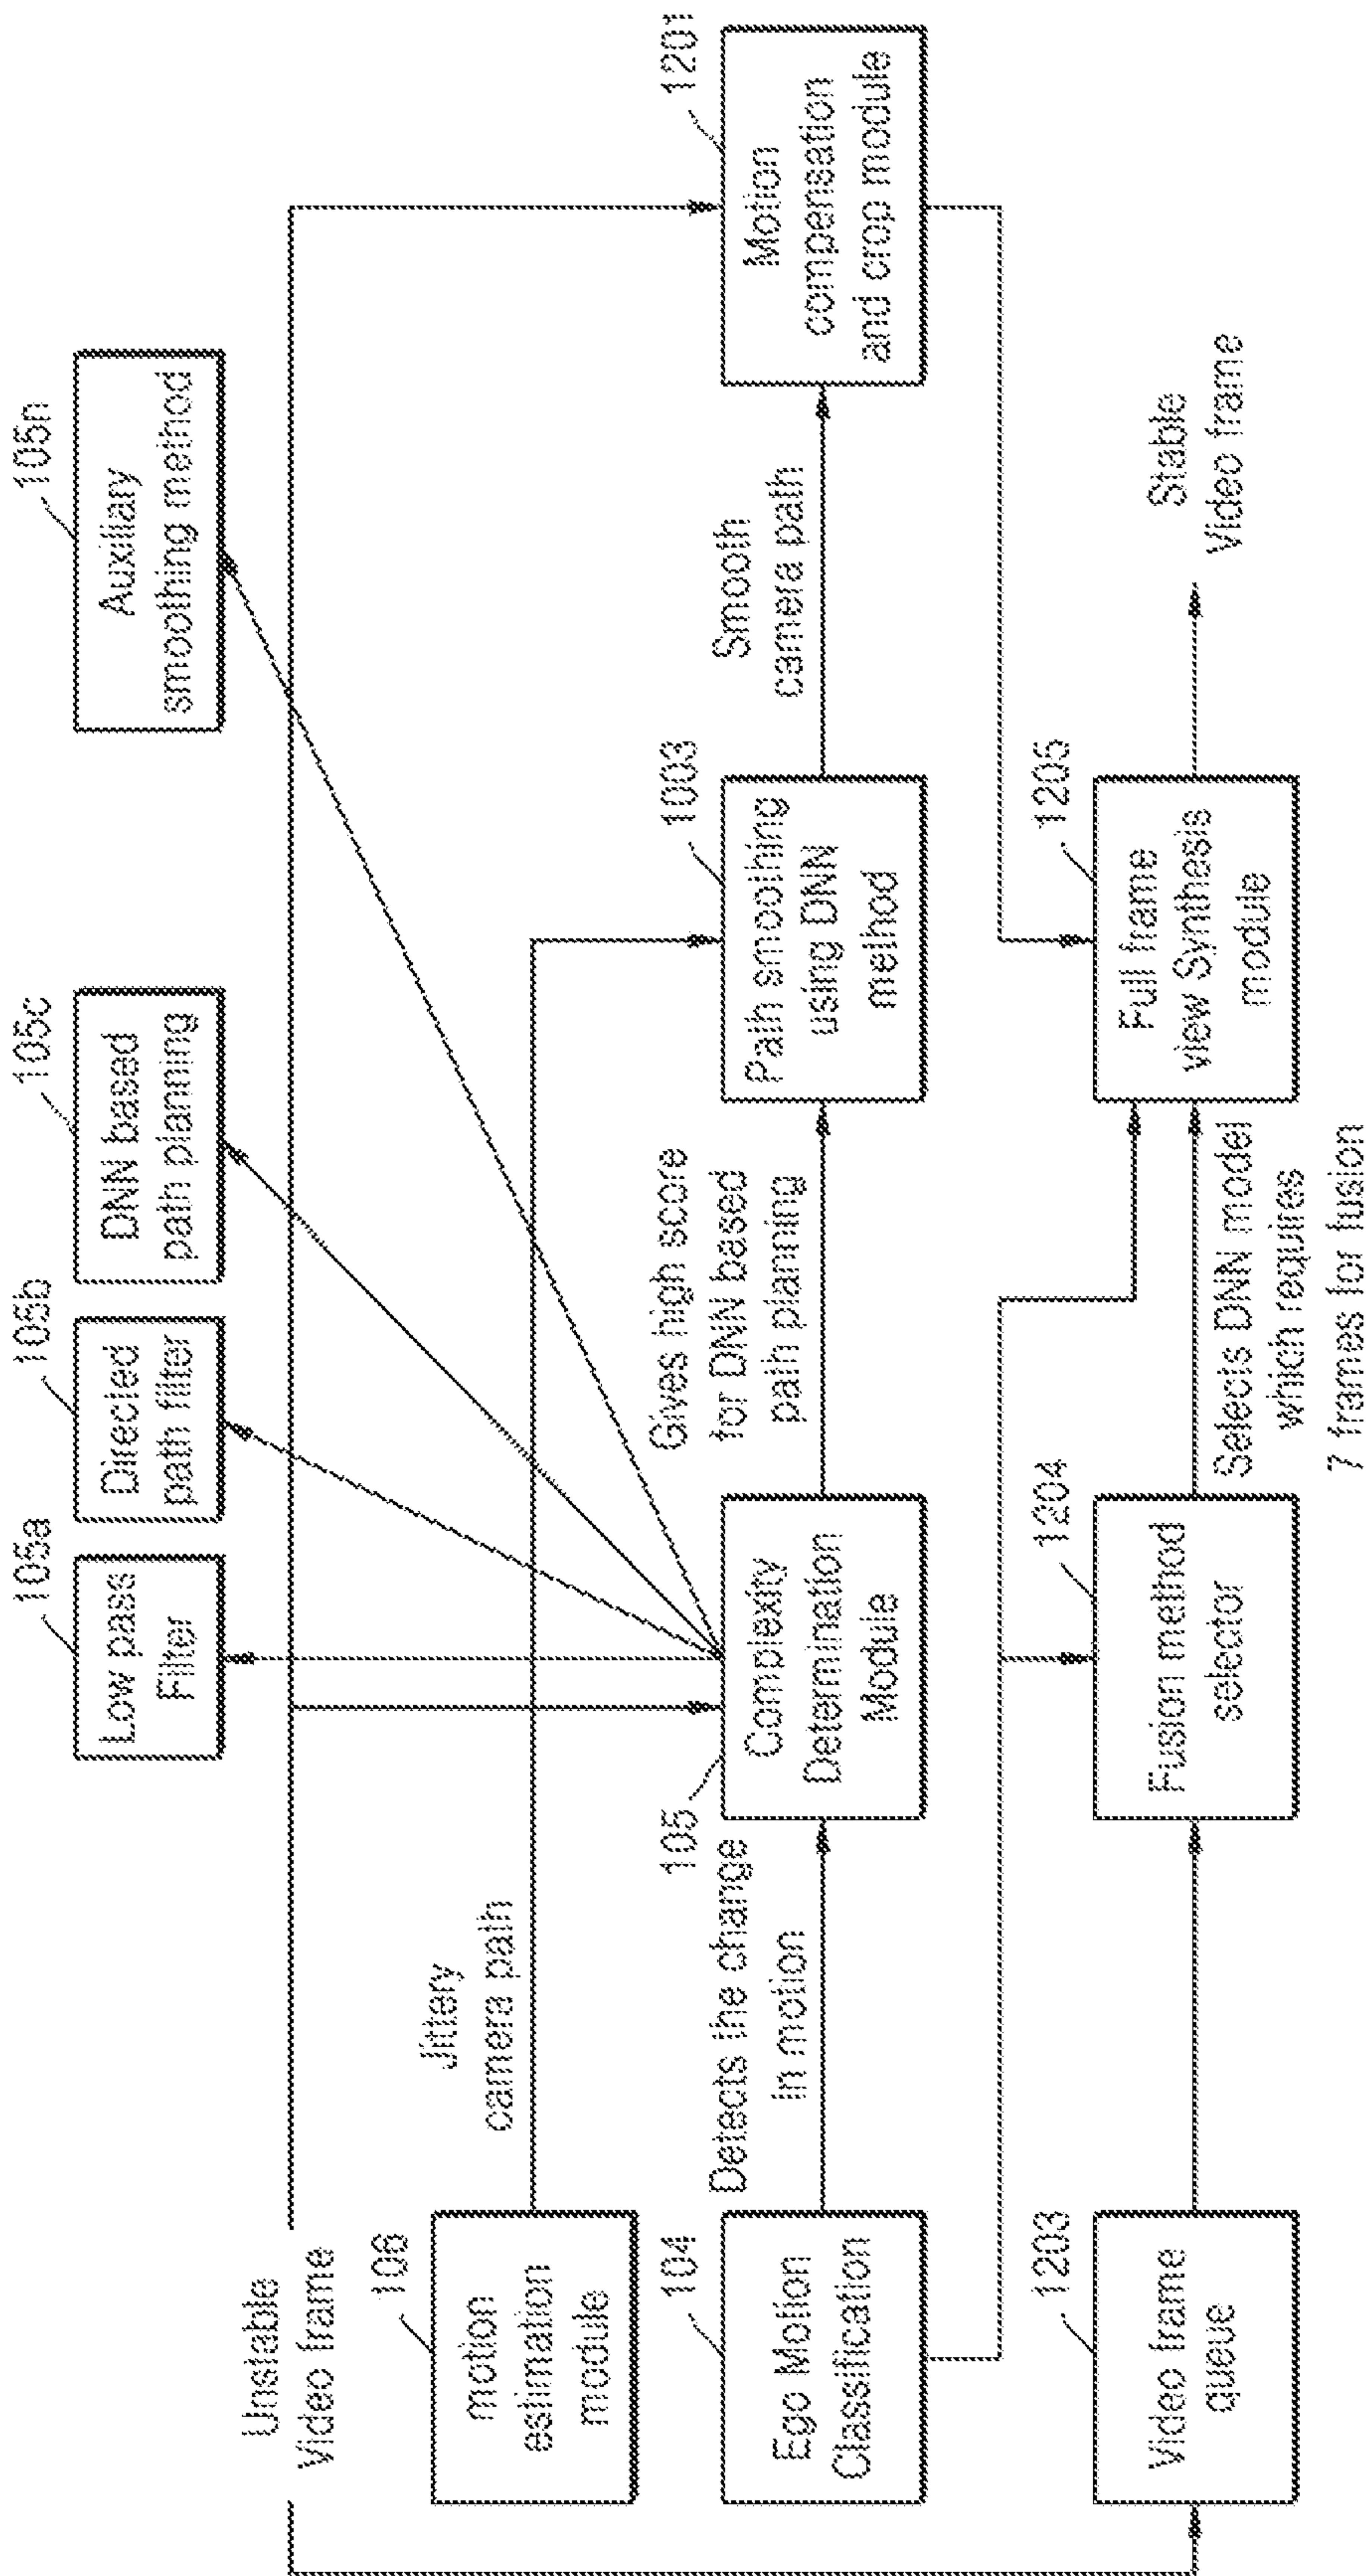 105a
Low pass
Filter
105b
Directed
path filter
105c
DNN based
path planning
105n
Auxiliary
smoothing method
Unstable
Video frame
106
motion
estimation
module
Jittery
camera path
104
Ego Motion
Classification
Detects the change
in motion
105
Complexity
Determination
Module
Gives high score
for DNN based
path planning
1003
Path smoothing
using DNN
method
Smooth
camera path
1201
Motion
compensation
and crop module
1203
Video frame
queue
1204
Fusion method
selector
Selects DNN model
which requires
7 frames for fusion
1205
Full frame
view Synthesis
module
Stable
Video frame